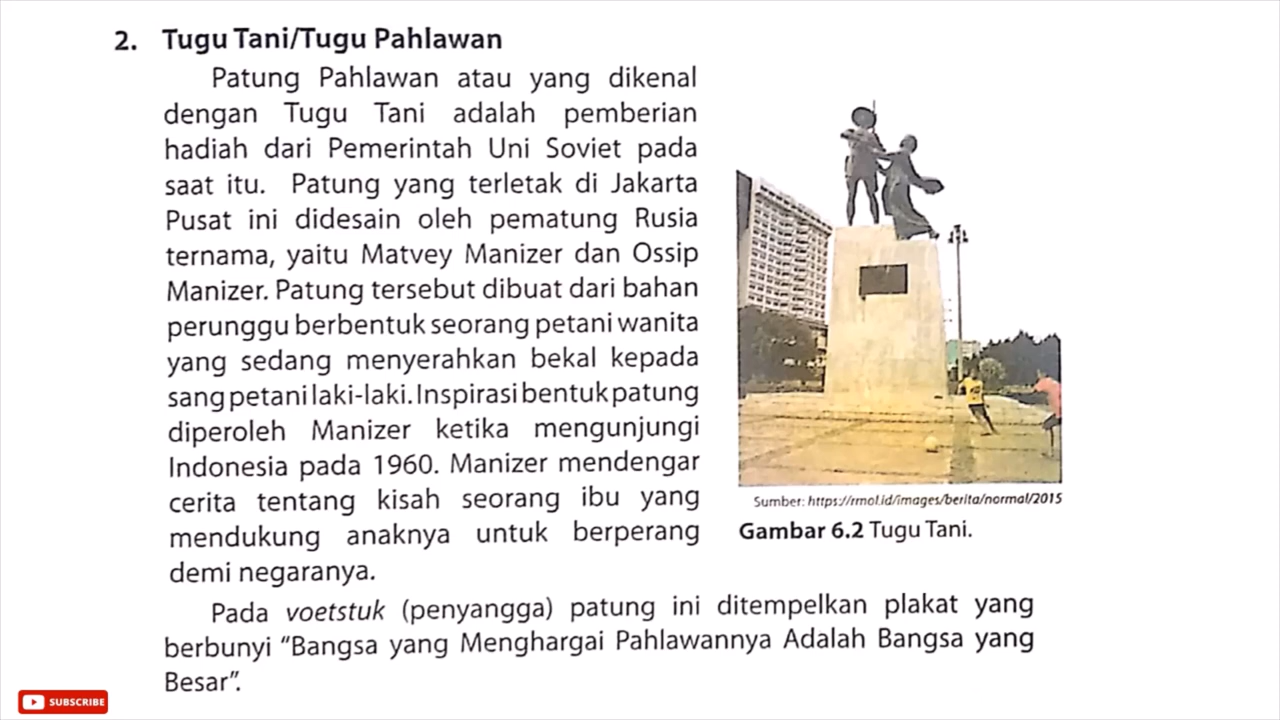 2. Tugu Tani/Tugu Pahlawan
Patung Pahlawan atau yang dikenal
dengan Tugu Tani adalah pemberian
hadiah dari Pemerintah Uni Soviet pada
saat itu. Patung yang terletak di Jakarta
Pusat ini didesain oleh pematung Rusia
ternama, yaitu Matvey Manizer dan Ossip
Manizer. Patung tersebut dibuat dari bahan
perunggu berbentuk seorang petani wanita
yang sedang menyerahkan bekal kepada
sang petani laki-laki. Inspirasi bentuk patung
diperoleh Manizer ketika mengunjungi
Indonesia pada 1960. Manizer mendengar
cerita tentang kisah seorang ibu yang
mendukung anaknya untuk berperang
demi negaranya.
Sumber: https://rmol.id/images/berita/normal/2015
Gambar 6.2 Tugu Tani.
Pada voetstuk (penyangga) patung ini ditempelkan plakat yang
berbunyi “Bangsa yang Menghargai Pahlawannya Adalah Bangsa yang
Besar”.
SUBSCRIBE